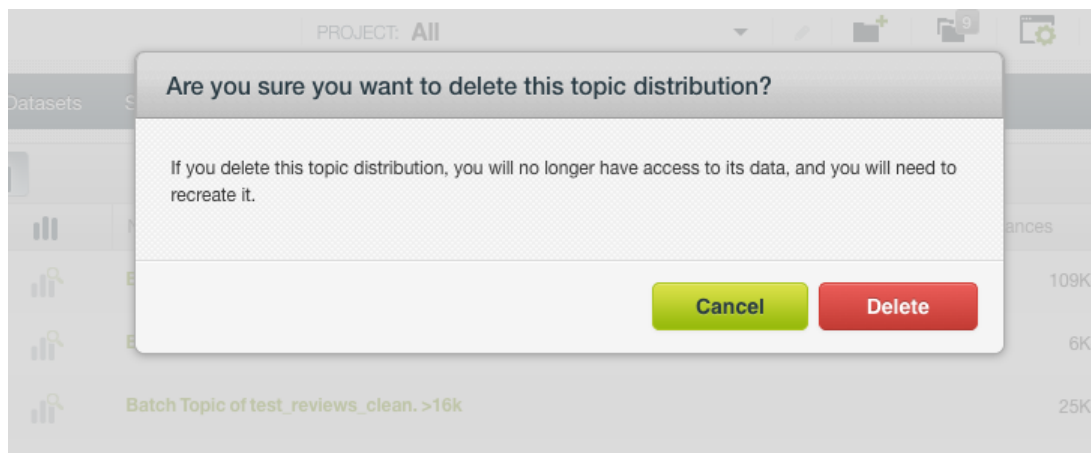 PROJECT: All
9
Are you sure you want to delete this topic distribution?
Datasets
If you delete this topic distribution, you will no longer have access to its data, and you will need to
recreate it.
109K
Cancel
Delete
6K
Batch Topic of test_reviews_clean. >16k
25K